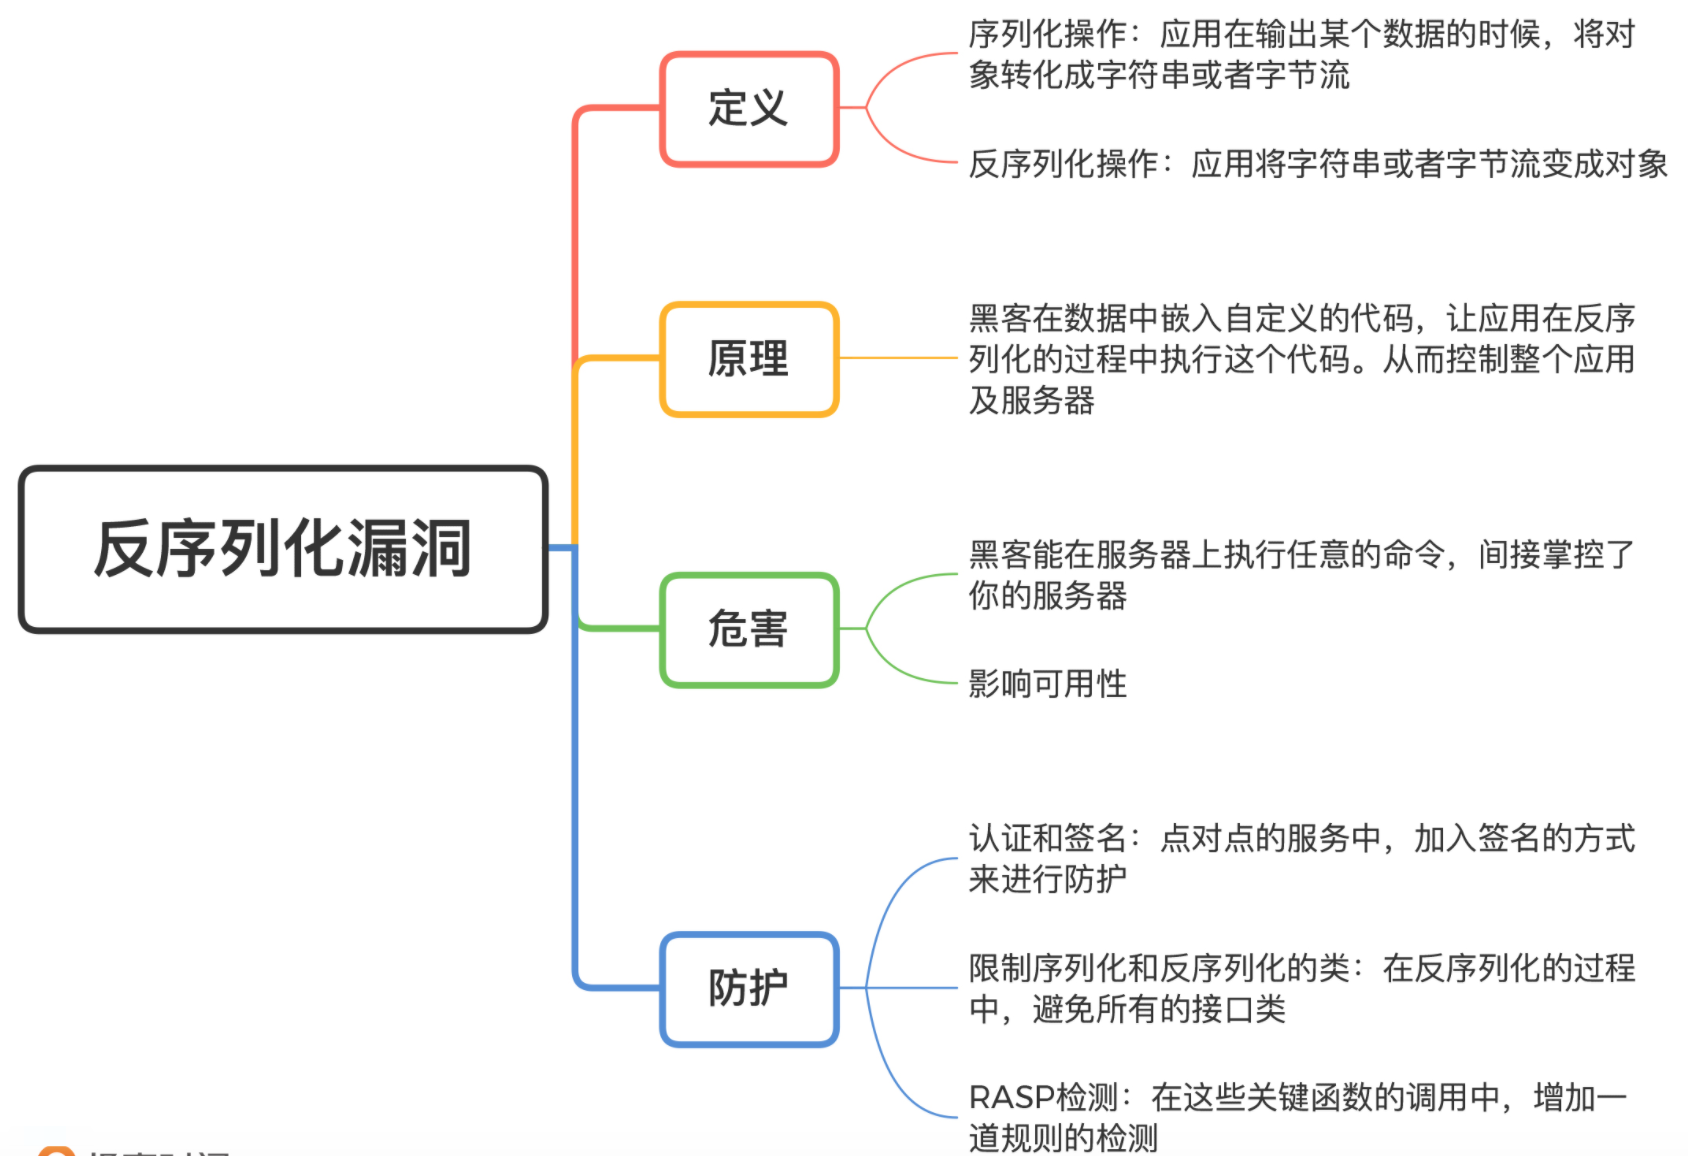 反序列化漏洞
定义
序列化操作：应用在输出某个数据的时候，将对
象转化成字符串或者字节流
反序列化操作：应用将字符串或者字节流变成对象
原理
黑客在数据中嵌入自定义的代码，让应用在反序
列化的过程中执行这个代码。从而控制整个应用
及服务器
危害
黑客能在服务器上执行任意的命令，间接掌控了
你的服务器
影响可用性
防护
认证和签名：点对点的服务中，加入签名的方式
来进行防护
限制序列化和反序列化的类：在反序列化的过程
中，避免所有的接口类
RASP检测：在这些关键函数的调用中，增加一
道规则的检测